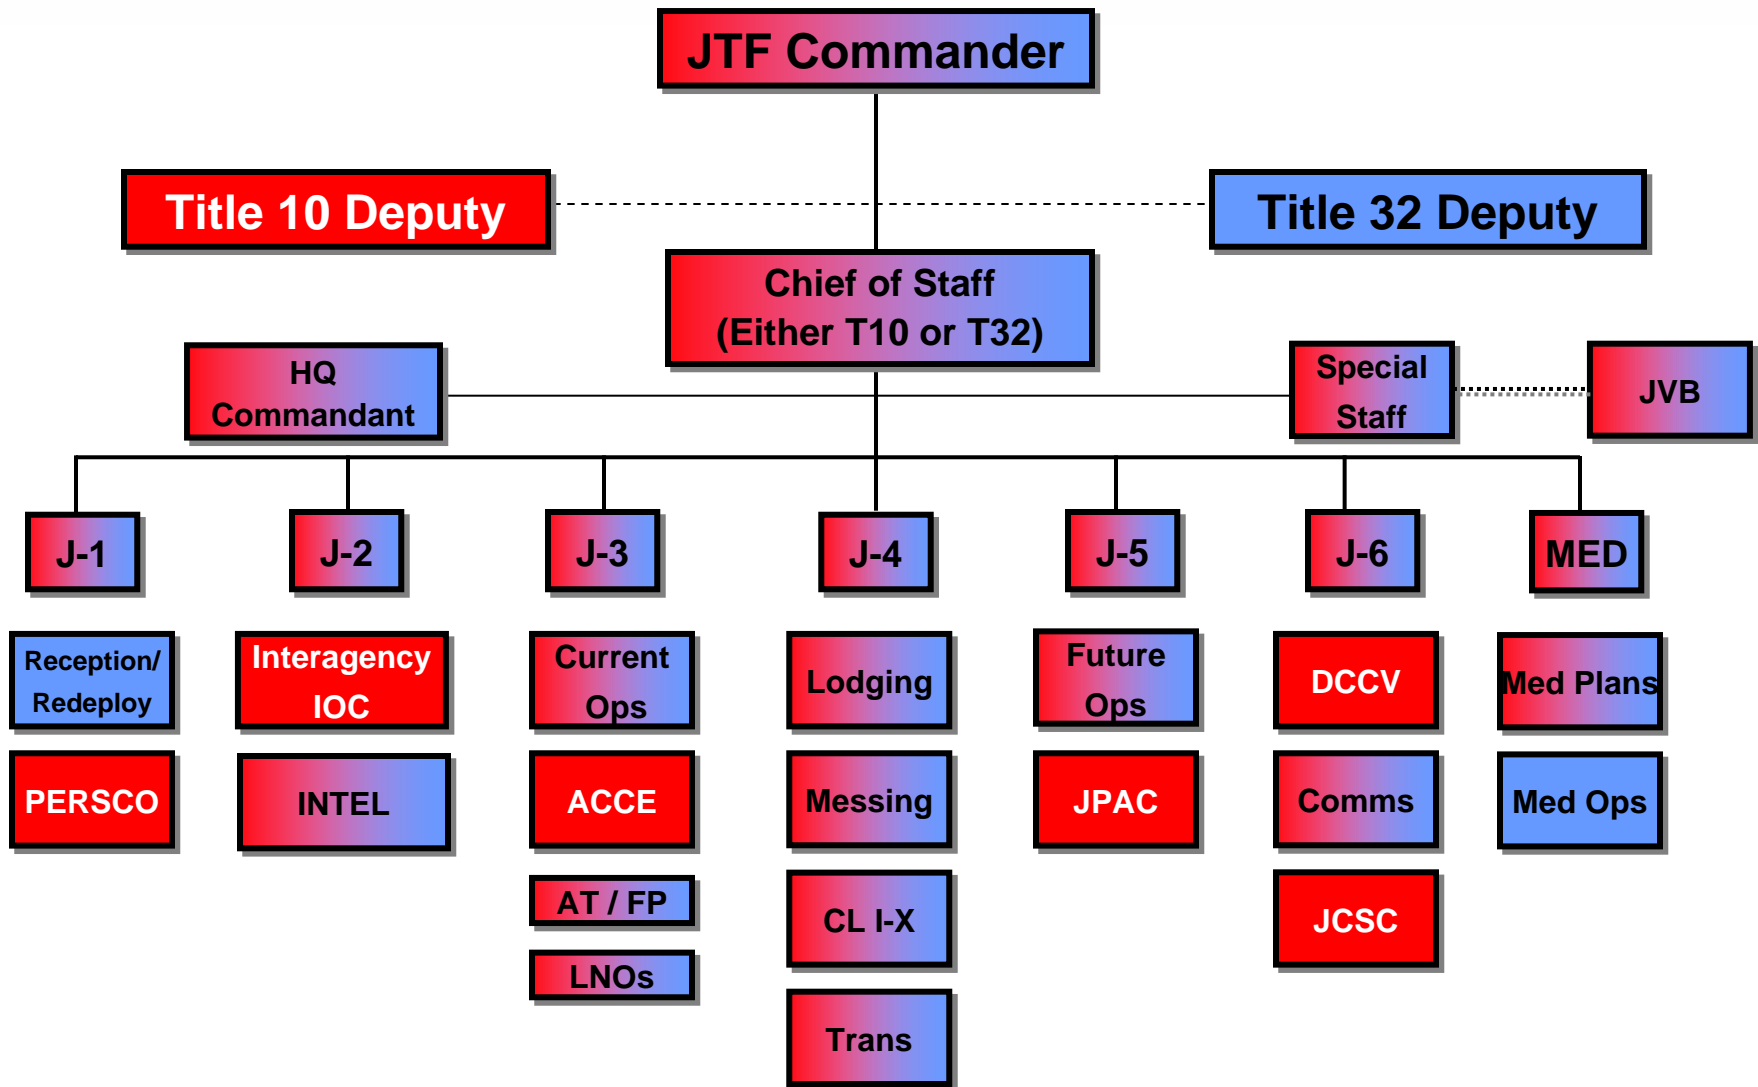 JTF Commander
Title 10 Deputy
Title 32 Deputy
Chief of Staff
(Either T10 or T32)
HQ
Commandant
Special
Staff
JVB
J-1
J-2
J-3
J-4
J-5
J-6
MED
Reception/
Redeploy
Interagency
IOC
Current
Ops
Lodging
Future
Ops
DCCV
Med Plans
PERSCO
INTEL
ACCE
Messing
JPAC
Comms
Med Ops
AT / FP
CL I-X
JCSC
LNOs
Trans